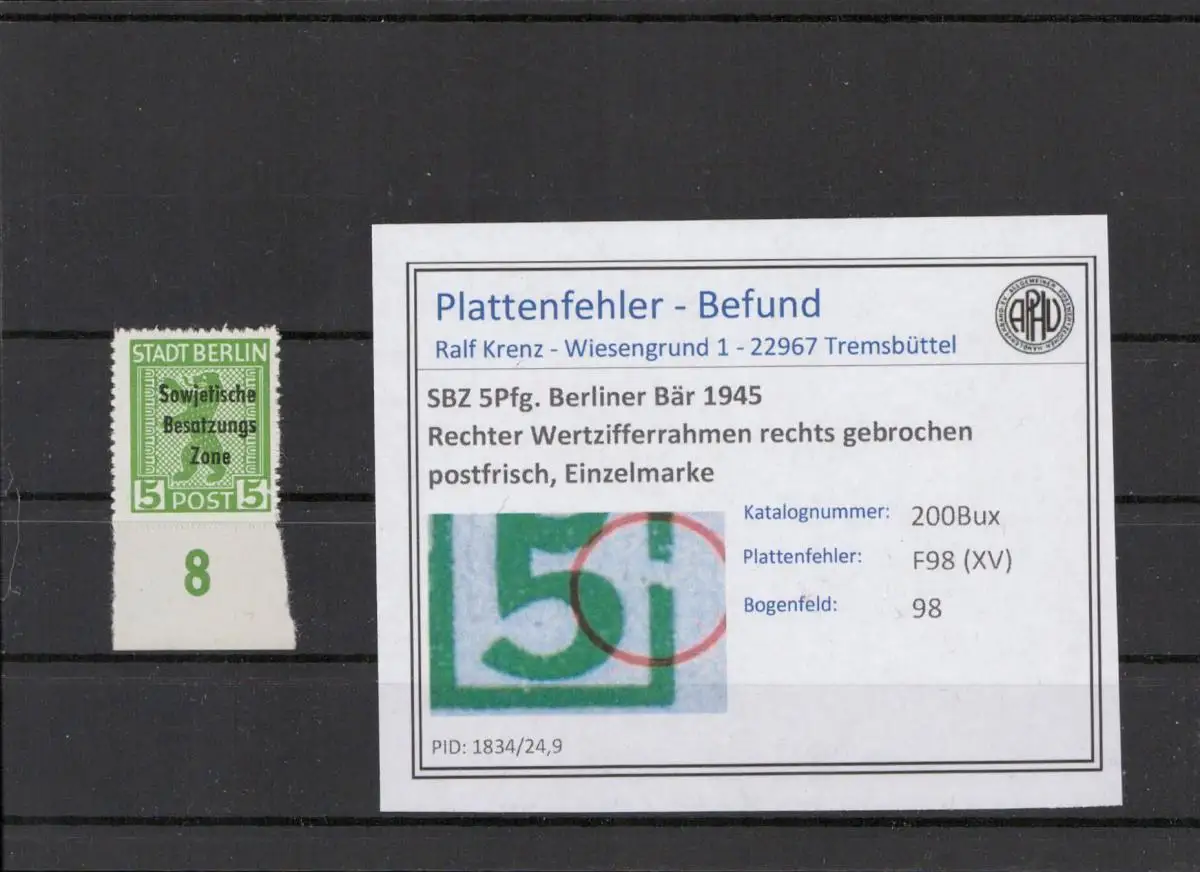 STADT BERLIN
Sowjetische
Besatzungs
Zone
5 POST 5
8
Plattenfehler - Befund
Ralf Krenz - Wiesengrund 1 - 22967 Tremsbüttel
APHV
SBZ 5Pfg. Berliner Bär 1945
Rechter Wertzifferrahmen rechts gebrochen
postfrisch, Einzelmarke
5
Katalognummer: 200Bux
Plattenfehler: F98 (XV)
Bogenfeld: 98
PID: 1834/24,9